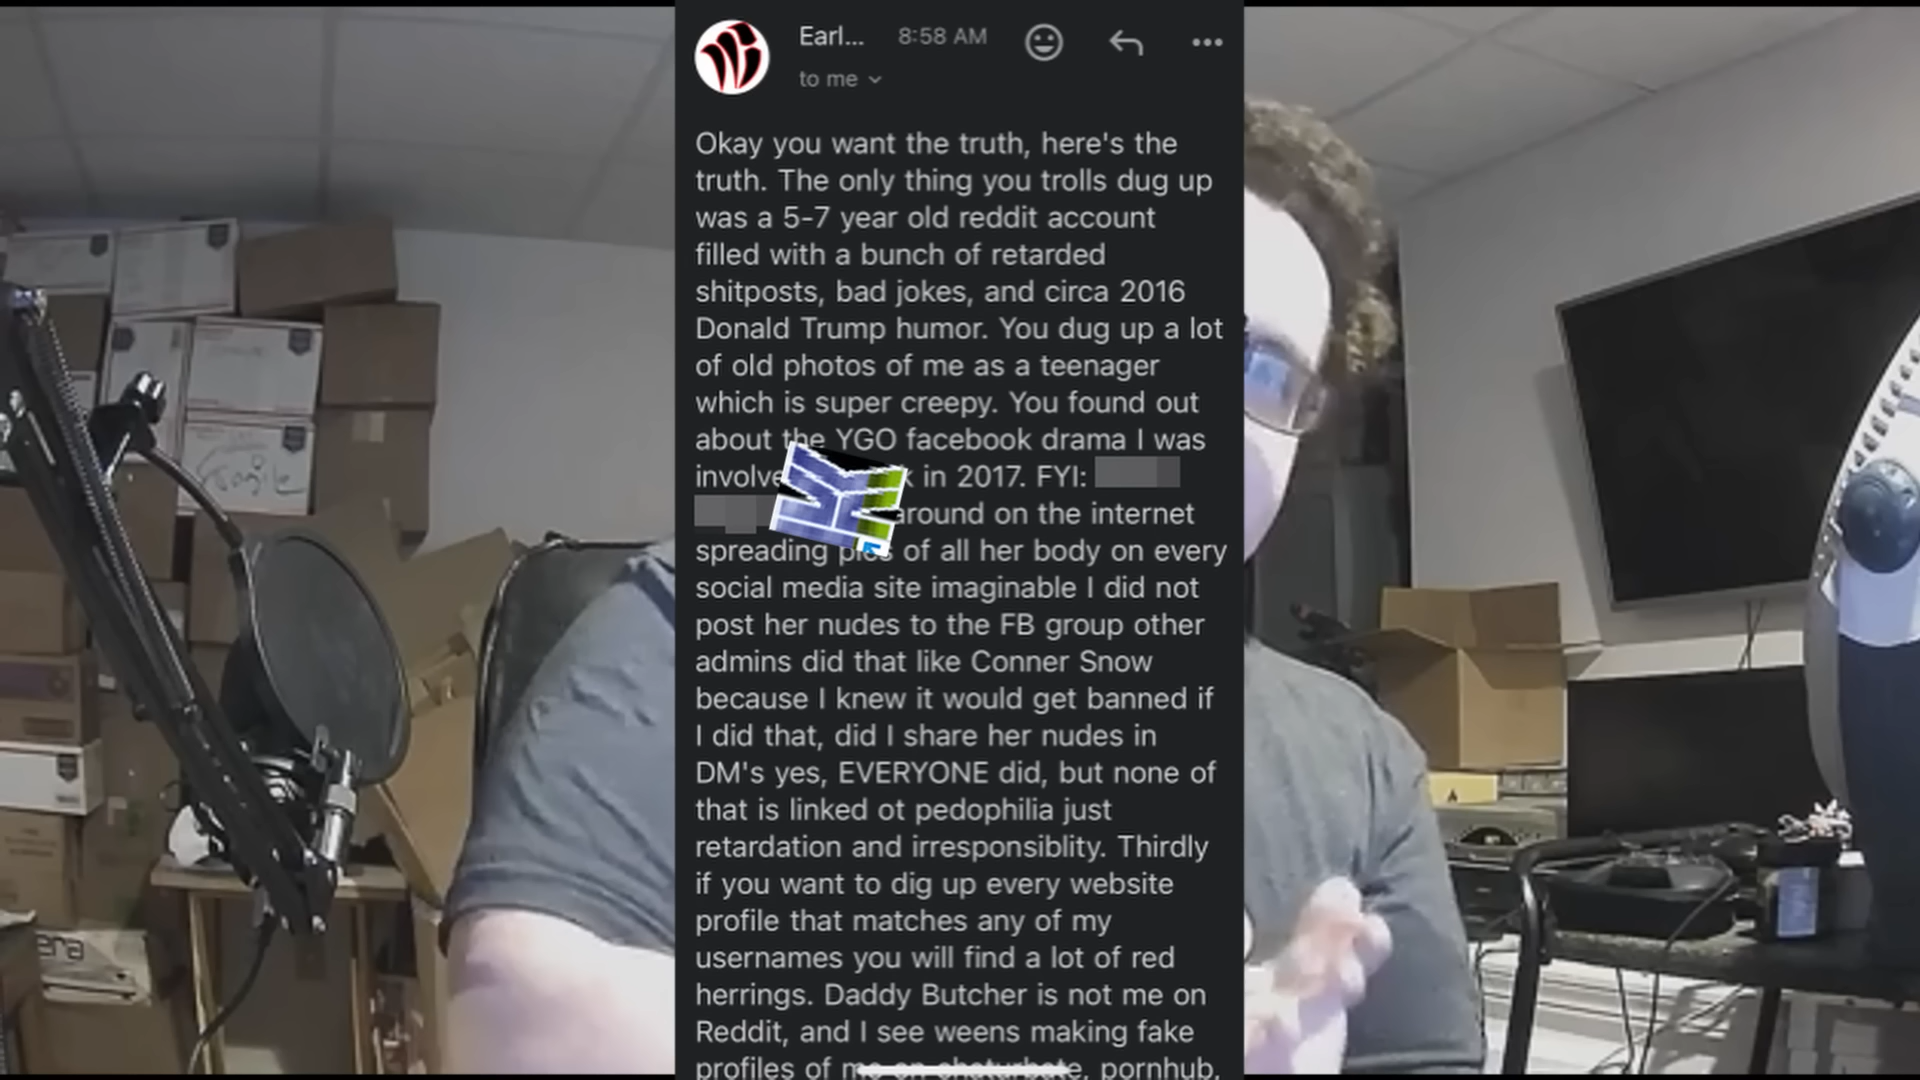 Earl...
8:58 AM
to me
Okay you want the truth, here's the
truth. The only thing you trolls dug up
was a 5-7 year old reddit account
filled with a bunch of retarded
shitposts, bad jokes, and circa 2016
Donald Trump humor. You dug up a lot
of old photos of me as a teenager
which is super creepy. You found out
about the YGO facebook drama I was
in 2017. FYI:
around on the internet
spreading of all her body on every
social media site imaginable I did not
post her nudes to the FB group other
admins did that like Conner Snow
because I knew it would get banned if
I did that, did I share her nudes in
DM's yes, EVERYONE did, but none of
that is linked ot pedophilia just
retardation and irresponsiblity. Thirdly
if you want to dig up every website
profile that matches any of my
usernames you will find a lot of red
herrings. Daddy Butcher is not me on
Reddit, and I see weens making fake
profiles of me on chaturbate, pornhub,